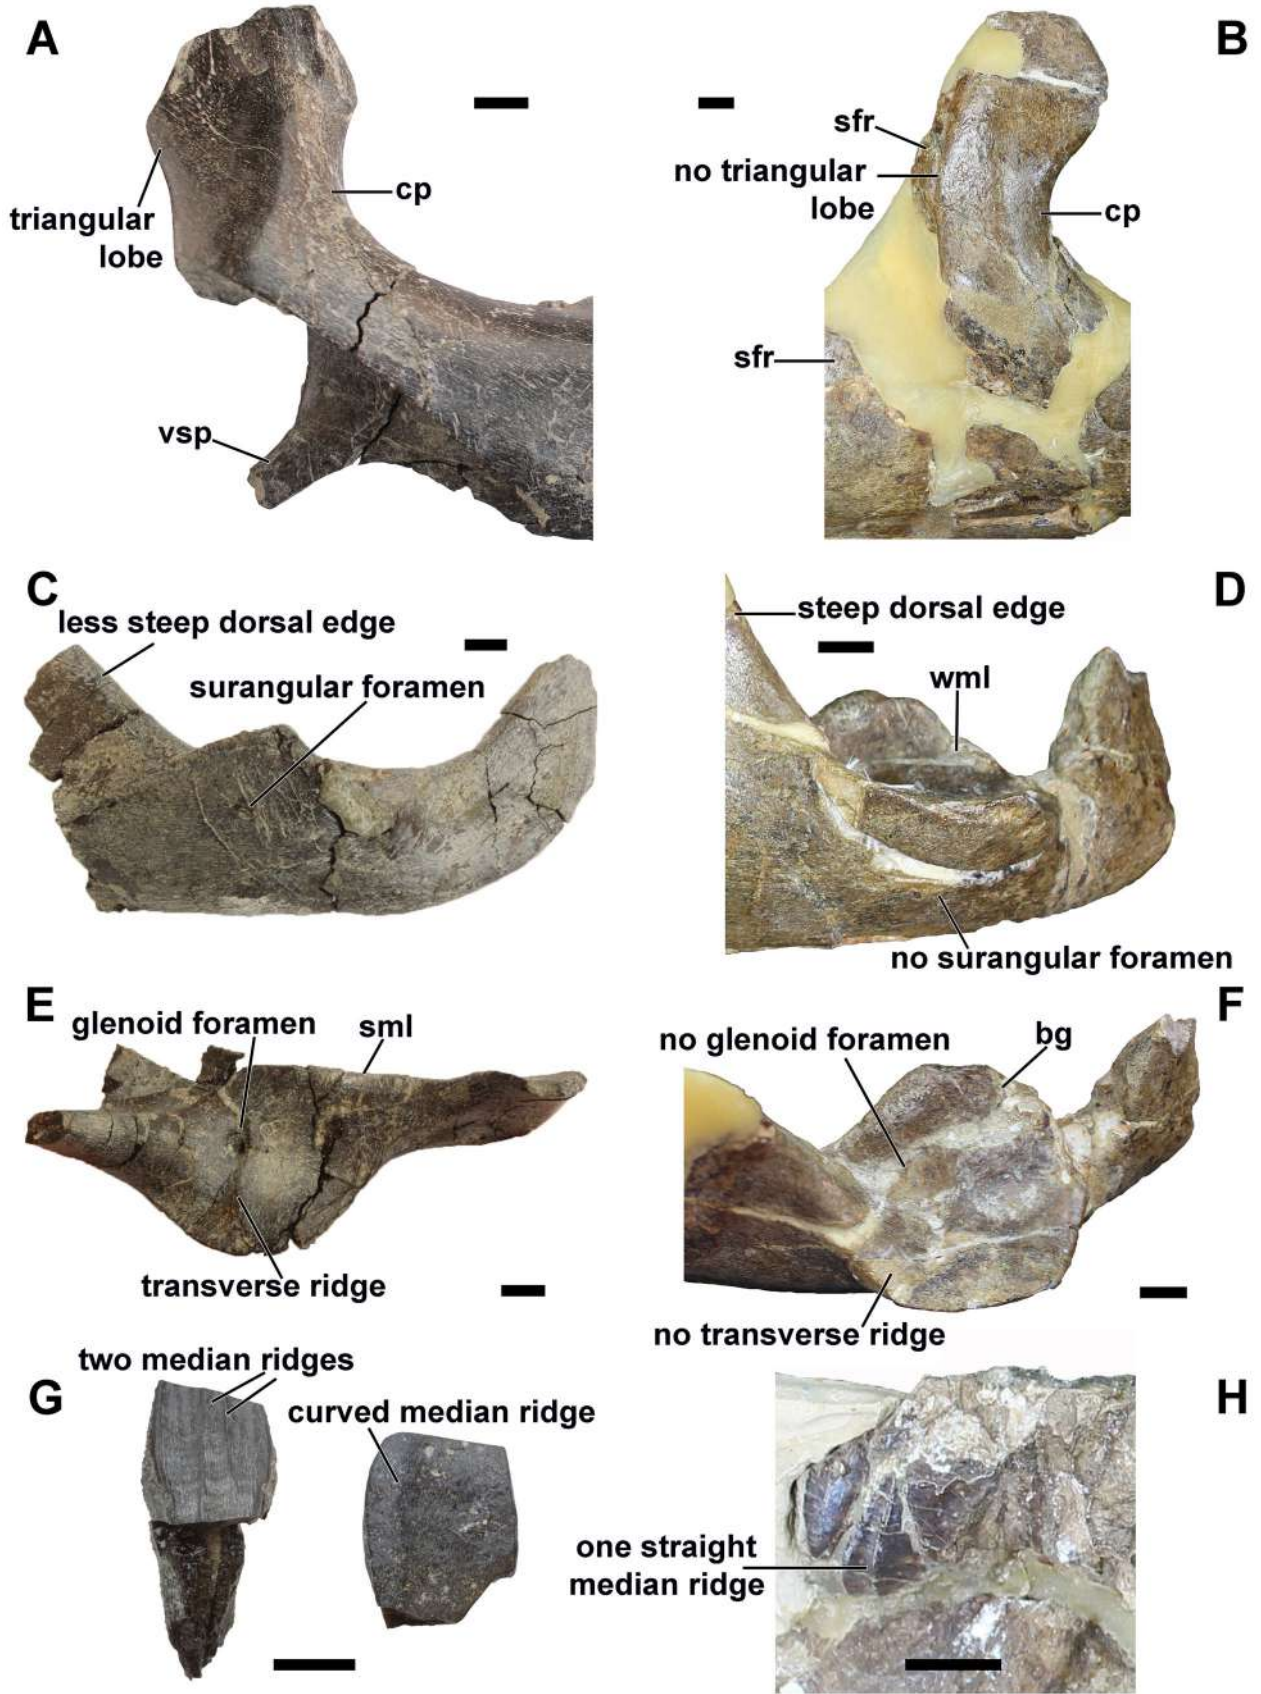 A
B
sfr
no triangular
lobe
cp
cp
triangular
lobe
sfr
vsp
C
less steep dorsal edge
surangular foramen
D
steep dorsal edge
wml
no surangular foramen
E
glenoid foramen
sml
transverse ridge
F
no glenoid foramen
bg
no transverse ridge
G
two median ridges
curved median ridge
H
one straight
median ridge